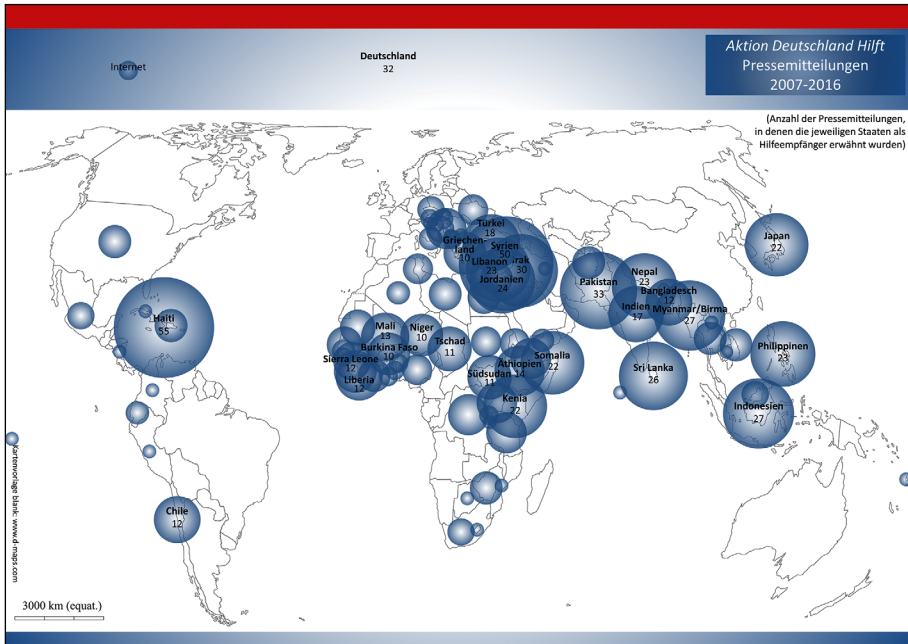 Aktion Deutschland Hilft
Pressemitteilungen
2007-2016
Internet
Deutschland
32
(Anzahl der Pressemitteilungen,
in denen die jeweiligen Staaten als
Hilfeempfänger erwähnt wurden)
Türkei
18
Griechen-
land
10
Syrien
50
Libanon
23
Irak
30
Jordanien
24
Japan
22
Pakistan
33
Nepal
23
Bangladesch
12
Indien
17
Myanmar/Birma
27
Haiti
55
Mali
13
Niger
10
Burkina Faso
10
Tschad
11
Sierra Leone
12
Liberia
12
Somalia
22
Äthiopien
14
Südsudan
11
Kenia
22
Sri Lanka
26
Philippinen
23
Indonesien
27
Chile
12
Kartenvorlage blank: www.d-maps.com
3000 km (equat.)